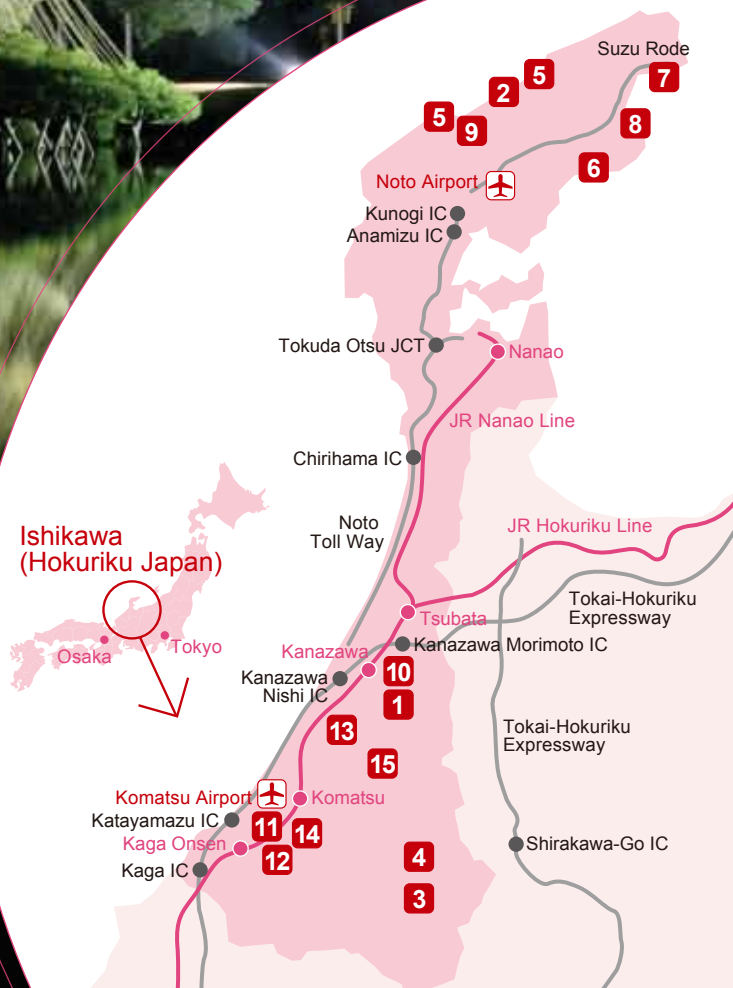 Suzu Rode
5
7
2
5
8
9
6
Noto Airport
Kunogi IC
Anamizu IC
Tokuda Otsu JCT
Nanao
JR Nanao Line
Chirihama IC
Noto
Toll Way
JR Hokuriku Line
Ishikawa
(Hokuriku Japan)
Osaka
Tokyo
Tokai-Hokuriku
Expressway
Tsubata
Kanazawa Morimoto IC
Kanazawa
10
Kanazawa
Nishi IC
1
13
Tokai-Hokuriku
Expressway
15
Komatsu Airport
Komatsu
Katayamazu IC
11
14
Kaga Onsen
12
Kaga IC
Shirakawa-Go IC
4
3